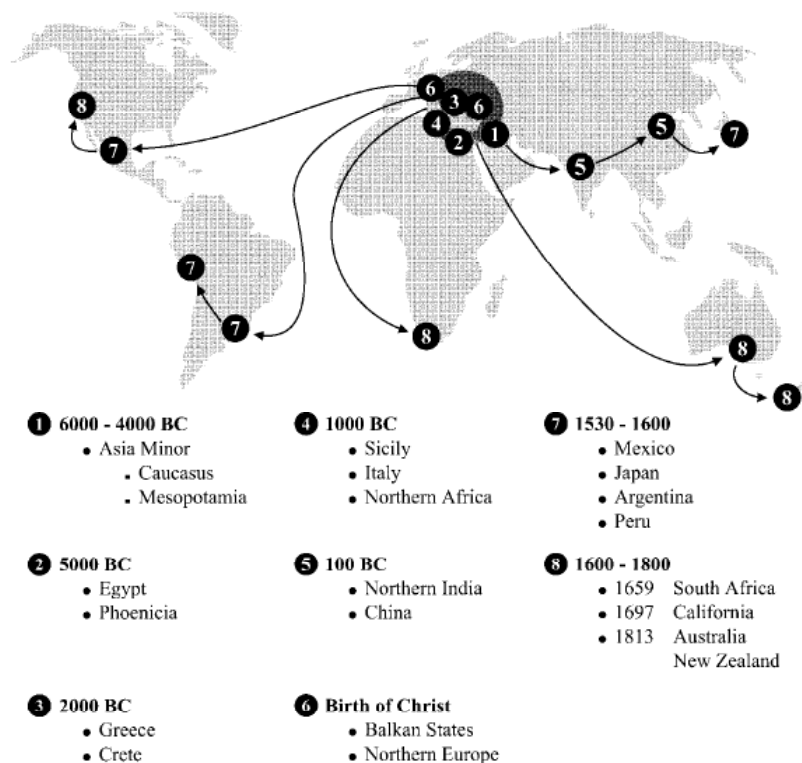 6
3
6
8
4
1
5
7
7
2
5
7
7
8
8
8
1 6000 - 4000 BC
• Asia Minor
▪ Caucasus
▪ Mesopotamia
2 5000 BC
• Egypt
• Phoenicia
3 2000 BC
• Greece
• Crete
4 1000 BC
• Sicily
• Italy
• Northern Africa
5 100 BC
• Northern India
• China
6 Birth of Christ
• Balkan States
• Northern Europe
7 1530 - 1600
• Mexico
• Japan
• Argentina
• Peru
8 1600 - 1800
• 1659 South Africa
• 1697 California
• 1813 Australia
New Zealand